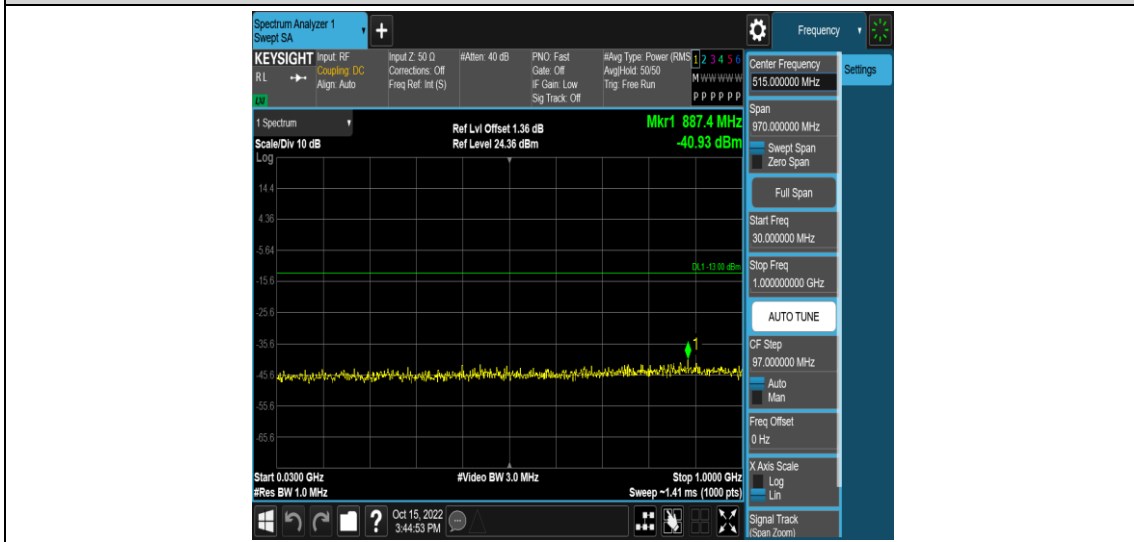 Spectrum Analyzer 1
Swept SA
+
Frequency
KEYSIGHT
RL
LXI
Input: RF
Coupling: DC
Align: Auto
Input Z: 50 Ω
Corrections: Off
Freq Ref: Int (S)
#Atten: 40 dB
PNO: Fast
Gate: Off
IF Gain: Low
Sig Track: Off
#Avg Type: Power (RMS
Avg|Hold: 50/50
Trig: Free Run
1 2 3 4 5 6
M W W W W W
P P P P P P
1 Spectrum
Scale/Div 10 dB
Log
Ref Lvl Offset 1.36 dB
Ref Level 24.36 dBm
Mkr1 887.4 MHz
-40.93 dBm
14.4
4.36
-5.64
DL1 -13.00 dBm
-15.6
-25.6
-35.6
1
-45.6
-55.6
-65.6
Start 0.0300 GHz
#Res BW 1.0 MHz
#Video BW 3.0 MHz
Stop 1.0000 GHz
Sweep ~1.41 ms (1000 pts)
?
Oct 15, 2022
3:44:53 PM
Center Frequency
515.000000 MHz
Settings
Span
970.000000 MHz
Swept Span
Zero Span
Full Span
Start Freq
30.000000 MHz
Stop Freq
1.000000000 GHz
AUTO TUNE
CF Step
97.000000 MHz
Auto
Man
Freq Offset
0 Hz
X Axis Scale
Log
Lin
Signal Track
(Span Zoom)